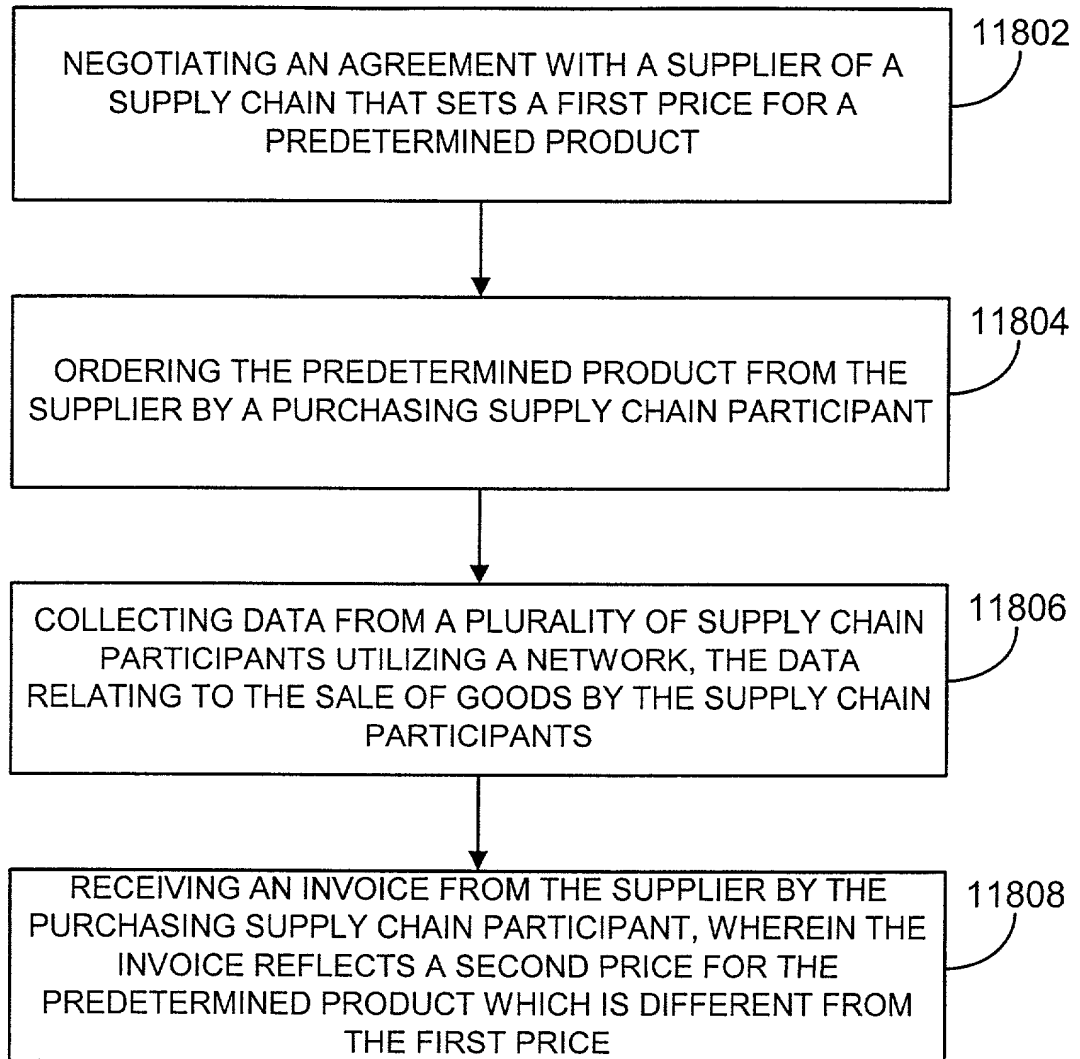 NEGOTIATING AN AGREEMENT WITH A SUPPLIER OF A
SUPPLY CHAIN THAT SETS A FIRST PRICE FOR A
PREDETERMINED PRODUCT
11802
ORDERING THE PREDETERMINED PRODUCT FROM THE
SUPPLIER BY A PURCHASING SUPPLY CHAIN PARTICIPANT
11804
COLLECTING DATA FROM A PLURALITY OF SUPPLY CHAIN
PARTICIPANTS UTILIZING A NETWORK, THE DATA
RELATING TO THE SALE OF GOODS BY THE SUPPLY CHAIN
PARTICIPANTS
11806
RECEIVING AN INVOICE FROM THE SUPPLIER BY THE
PURCHASING SUPPLY CHAIN PARTICIPANT, WHEREIN THE
INVOICE REFLECTS A SECOND PRICE FOR THE
PREDETERMINED PRODUCT WHICH IS DIFFERENT FROM
THE FIRST PRICE
11808